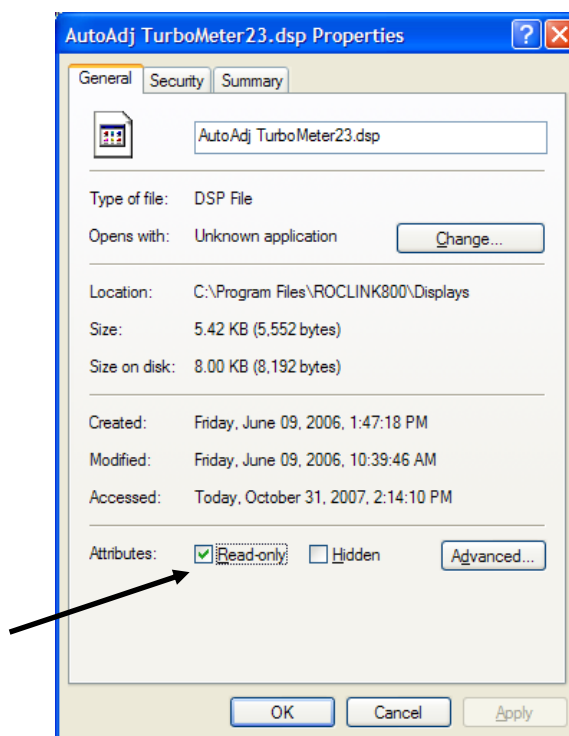 AutoAdj TurboMeter23.dsp Properties
General Security Summary
AutoAdj TurboMeter23.dsp
Type of file: DSP File
Opens with: Unknown application Change...
Location: C:\Program Files\ROCLINK800\Displays
Size: 5.42 KB (5,552 bytes)
Size on disk: 8.00 KB (8,192 bytes)
Created: Friday, June 09, 2006, 1:47:18 PM
Modified: Friday, June 09, 2006, 10:39:46 AM
Accessed: Today, October 31, 2007, 2:14:10 PM
Attributes: Read-only Hidden Advanced...
OK Cancel Apply